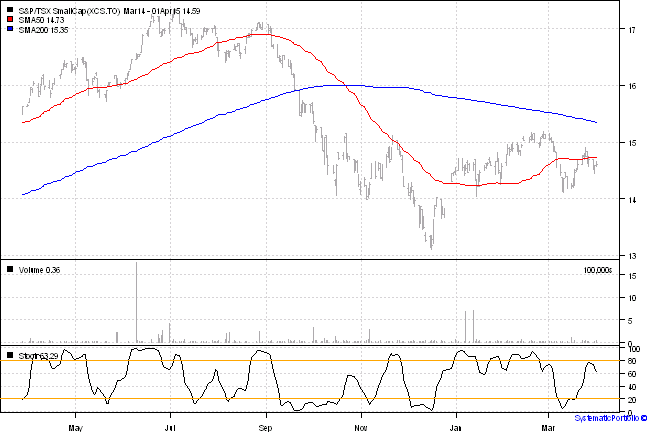 S&P/TSX SmallCap(XCS.TO) Mar14 - 01Apr15 14.59
SMA50 14.73
SMA200 15.35
17
16
15
14
13
Volume 0.36
100,000s
15
10
5
0
Stoch 63.29
100
80
60
40
20
0
May
Jul
Sep
Nov
Jan
Mar
SystematicPortfolio ©